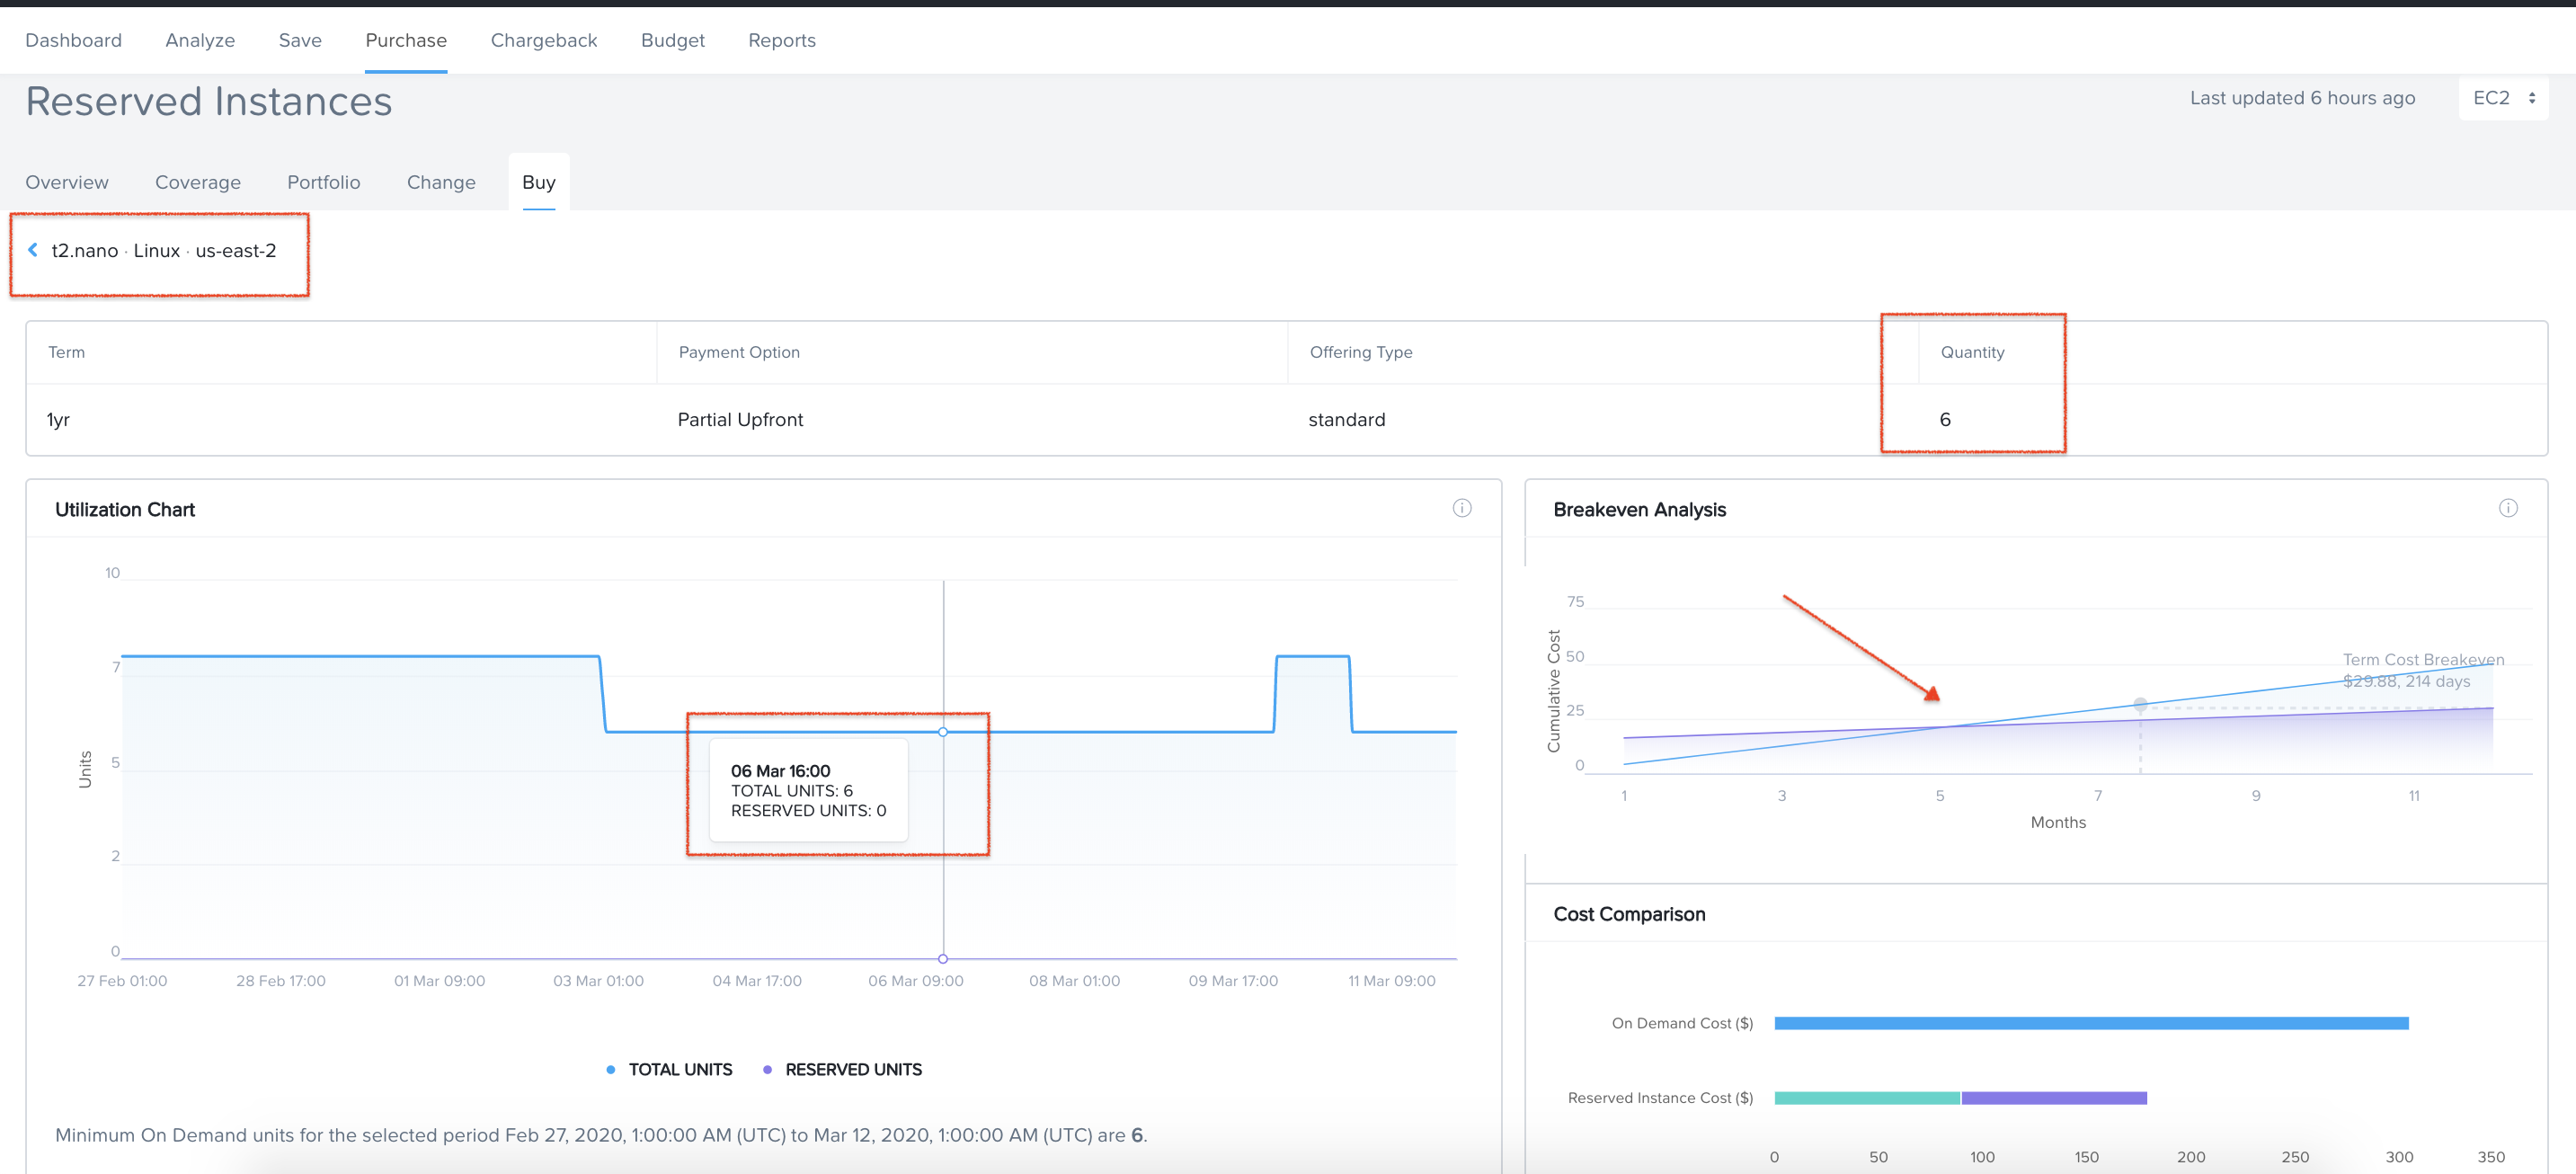 Dashboard Analyze Save Purchase Chargeback Budget Reports
Reserved Instances
Last updated 6 hours ago EC2
Overview Coverage Portfolio Change Buy
t2.nano · Linux · us-east-2
Term Payment Option Offering Type Quantity
1yr Partial Upfront standard 6
Utilization Chart
10
7
5
2
0
Units
06 Mar 16:00
TOTAL UNITS: 6
RESERVED UNITS: 0
27 Feb 01:00 28 Feb 17:00 01 Mar 09:00 03 Mar 01:00 04 Mar 17:00 06 Mar 09:00 08 Mar 01:00 09 Mar 17:00 11 Mar 09:00
TOTAL UNITS RESERVED UNITS
Minimum On Demand units for the selected period Feb 27, 2020, 1:00:00 AM (UTC) to Mar 12, 2020, 1:00:00 AM (UTC) are 6.
Breakeven Analysis
75
50
25
0
Cumulative Cost
Term Cost Breakeven
$29.88, 214 days
1 3 5 7 9 11
Months
Cost Comparison
On Demand Cost ($)
Reserved Instance Cost ($)
0 50 100 150 200 250 300 350